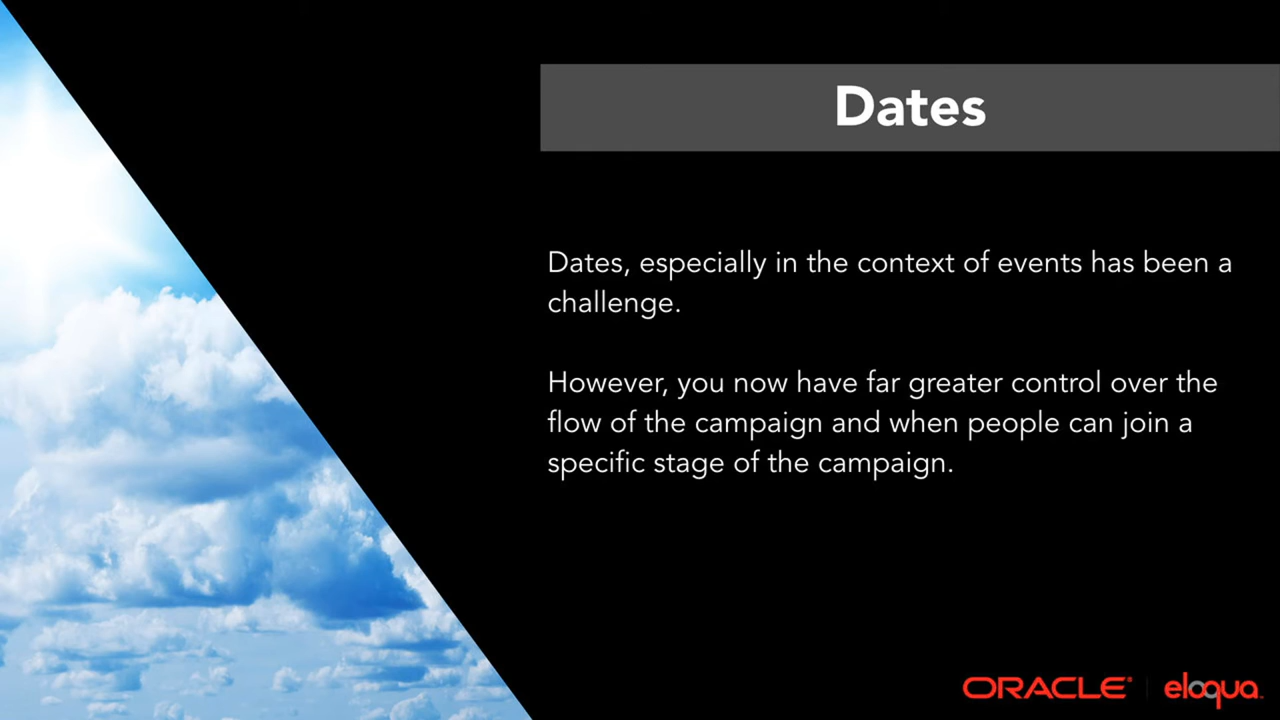 Dates
Dates, especially in the context of events has been a
challenge.
However, you now have far greater control over the
flow of the campaign and when people can join a
specific stage of the campaign.
ORACLE® | eloqua™